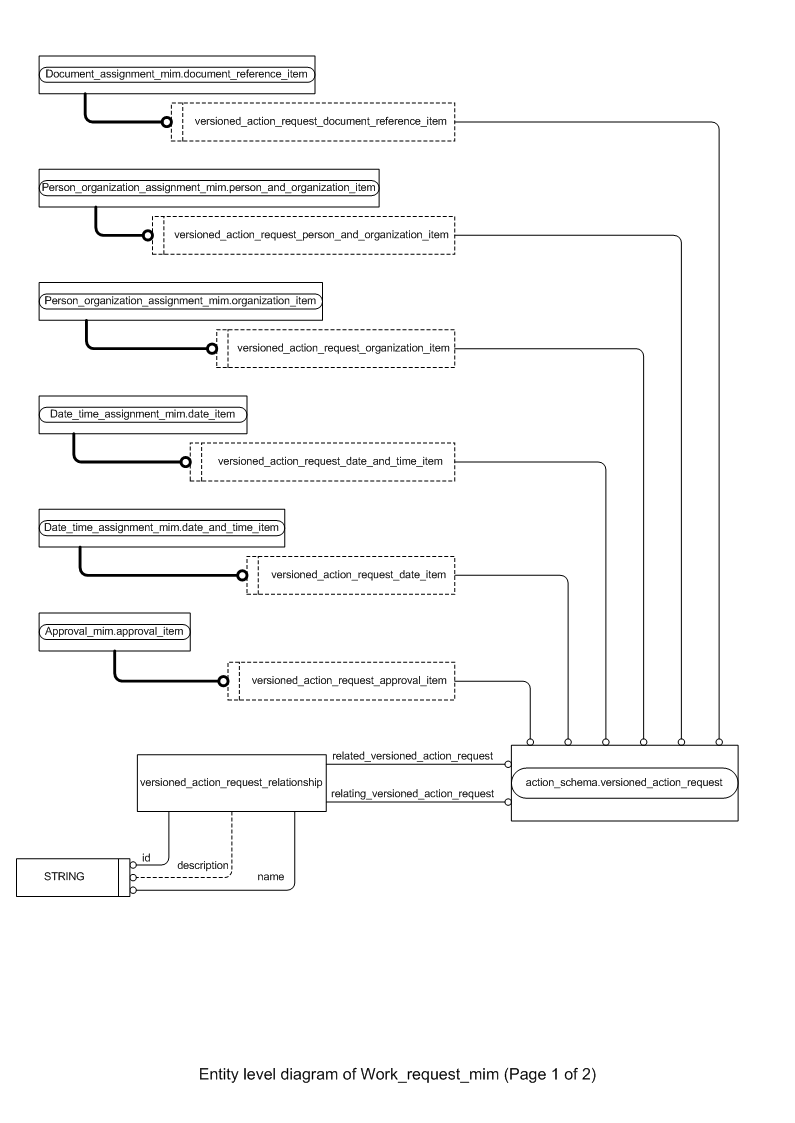 Document_assignment_mim.document_reference_item
versioned_action_request_document_reference_item
Person_organization_assignment_mim.person_and_organization_item
versioned_action_request_person_and_organization_item
Person_organization_assignment_mim.organization_item
versioned_action_request_organization_item
Date_time_assignment_mim.date_item
versioned_action_request_date_and_time_item
Date_time_assignment_mim.date_and_time_item
versioned_action_request_date_item
Approval_mim.approval_item
versioned_action_request_approval_item
related_versioned_action_request
versioned_action_request_relationship
action_schema.versioned_action_request
relating_versioned_action_request
id
description
STRING
name
Entity level diagram of Work_request_mim (Page 1 of 2)